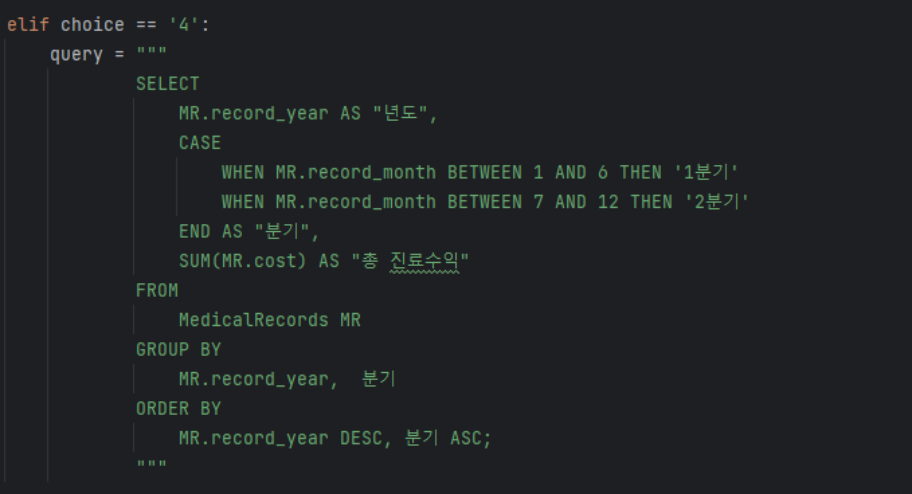 elif choice == '4':
    query = """
            SELECT
                MR.record_year AS "년도",
                CASE
                    WHEN MR.record_month BETWEEN 1 AND 6 THEN '1분기'
                    WHEN MR.record_month BETWEEN 7 AND 12 THEN '2분기'
                END AS "분기",
                SUM(MR.cost) AS "총 진료수익"
            FROM
                MedicalRecords MR
            GROUP BY
                MR.record_year,  분기
            ORDER BY
                MR.record_year DESC, 분기 ASC;
            """